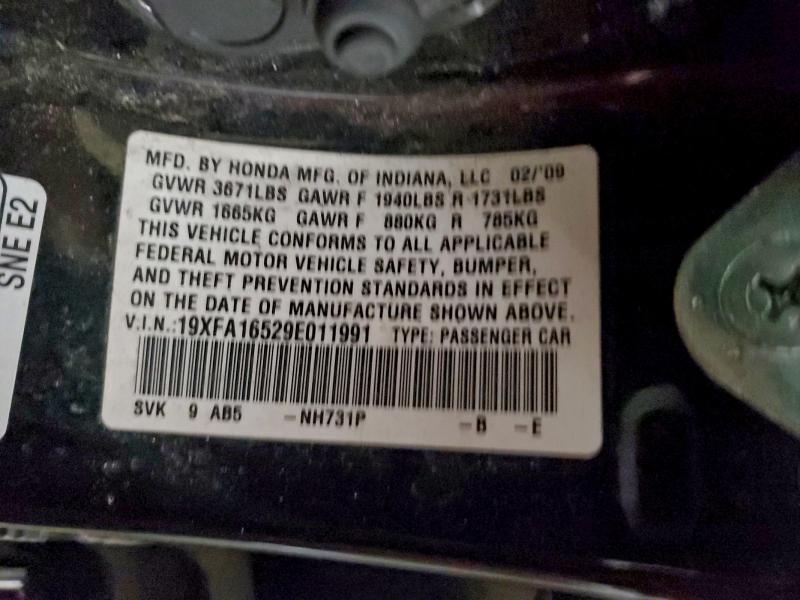 MFD. BY HONDA MFG. OF INDIANA, LLC 02/'09
GVWR 3671LBS GAWR F 1940LBS R 1731LBS
GVWR 1665KG GAWR F 880KG R 785KG
THIS VEHICLE CONFORMS TO ALL APPLICABLE
FEDERAL MOTOR VEHICLE SAFETY, BUMPER,
AND THEFT PREVENTION STANDARDS IN EFFECT
ON THE DATE OF MANUFACTURE SHOWN ABOVE.
V.I.N.:19XFA16529E011991 TYPE: PASSENGER CAR
SVK 9 AB5 -NH731P -B -E
SNE E2